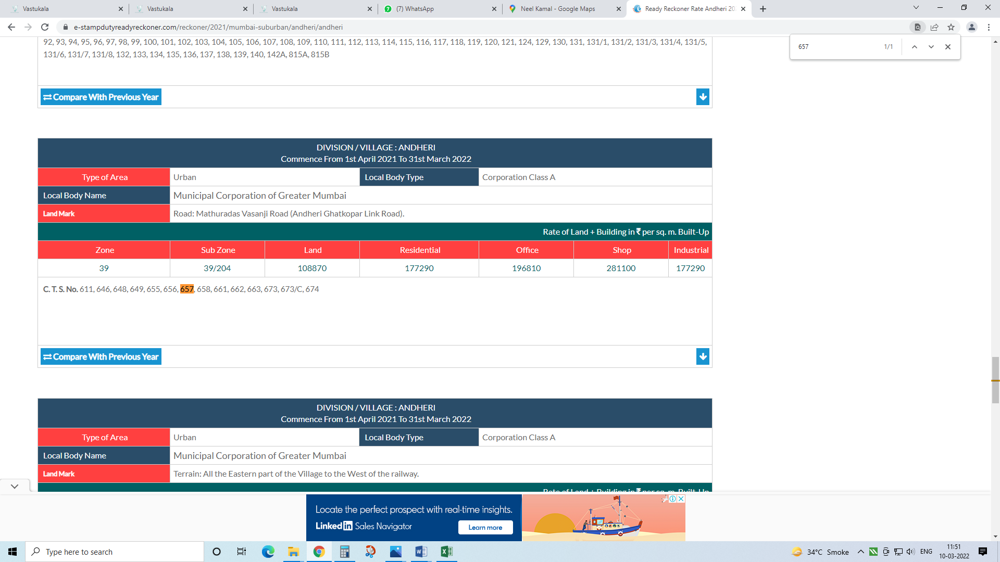 Vastukala
Vastukala
Vastukala
(7) WhatsApp
Neel Kamal - Google Maps
Ready Reckoner Rate Andheri 20
e-stampdutyreadyreckoner.com/reckoner/2021/mumbai-suburban/andheri/andheri
657
1/1
92, 93, 94, 95, 96, 97, 98, 99, 100, 101, 102, 103, 104, 105, 106, 107, 108, 109, 110, 111, 112, 113, 114, 115, 116, 117, 118, 119, 120, 121, 124, 129, 130, 131, 131/1, 131/2, 131/3, 131/4, 131/5,
131/6, 131/7, 131/8, 132, 133, 134, 135, 136, 137, 138, 139, 140, 142A, 815A, 815B
Compare With Previous Year
DIVISION / VILLAGE : ANDHERI
Commence From 1st April 2021 To 31st March 2022
Type of Area Urban Local Body Type Corporation Class A
Local Body Name Municipal Corporation of Greater Mumbai
Land Mark Road: Mathuradas Vasanji Road (Andheri Ghatkopar Link Road).
Rate of Land + Building in ₹ per sq. m. Built-Up
Zone Sub Zone Land Residential Office Shop Industrial
39 39/204 108870 177290 196810 281100 177290
C. T. S. No. 611, 646, 648, 649, 655, 656, 657, 658, 661, 662, 663, 673, 673/C, 674
Compare With Previous Year
DIVISION / VILLAGE : ANDHERI
Commence From 1st April 2021 To 31st March 2022
Type of Area Urban Local Body Type Corporation Class A
Local Body Name Municipal Corporation of Greater Mumbai
Land Mark Terrain: All the Eastern part of the Village to the West of the railway.
Rate of Land + Building in ₹ per sq. m. Built-Up
Locate the perfect prospect with real-time insights.
LinkedIn Sales Navigator
Learn more
Type here to search
34°C Smoke
ENG
11:51
10-03-2022